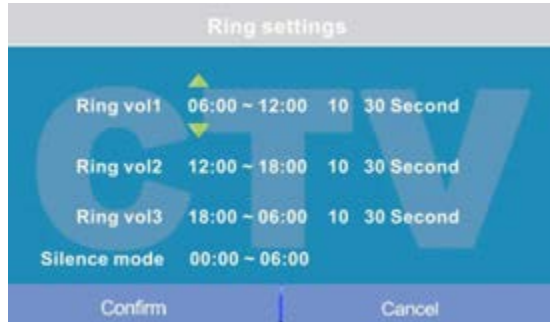 Ring settings
CTV
Ring vol1 06:00 ~ 12:00 10 30 Second
Ring vol2 12:00 ~ 18:00 10 30 Second
Ring vol3 18:00 ~ 06:00 10 30 Second
Silence mode 00:00 ~ 06:00
Confirm Cancel